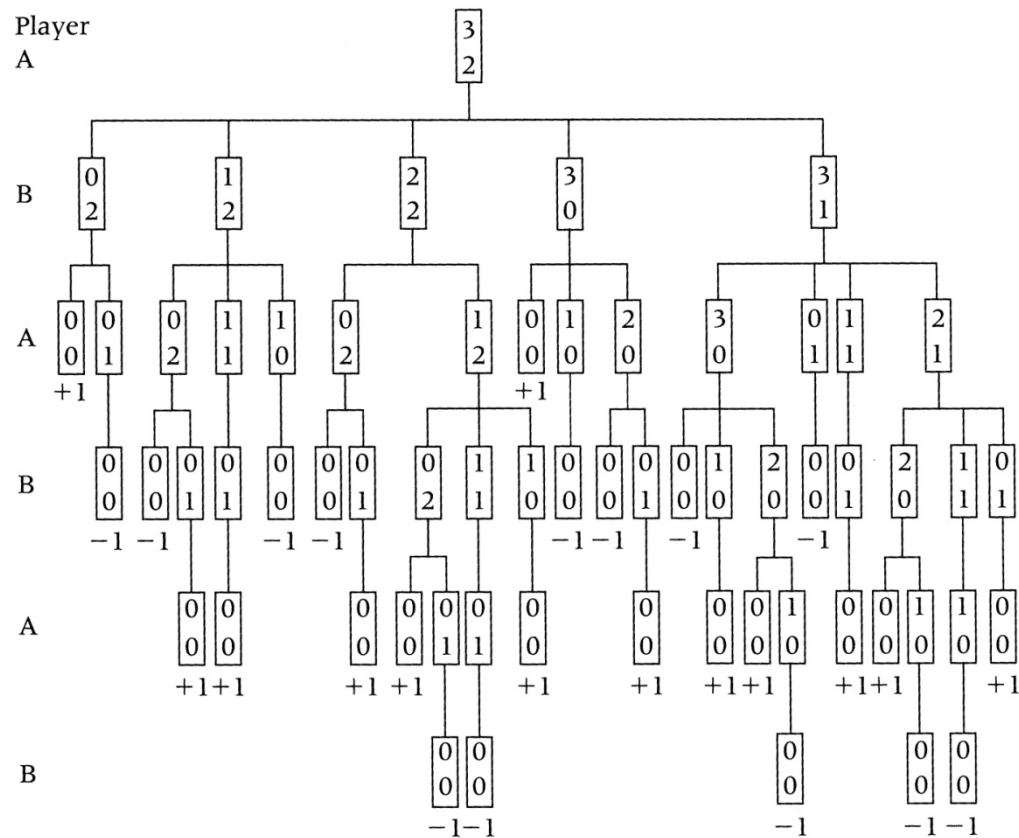 Player
3
A
2
0 1 2 3 3
B
2 2 2 0 1
0 0 0 1 1 0 1 0 1 2 3 0 1 2
A
0 1 2 1 0 2 2 0 0 0 0 1 1 1
+1 +1
0 0 0 0 0 0 0 0 1 1 0 0 0 0 1 2 0 0 2 1 0
B
0 0 1 1 0 0 1 2 1 0 0 0 1 0 0 0 0 1 0 1 1
−1 −1 −1 −1 −1 −1 −1 −1
0 0 0 0 0 0 0 0 0 0 1 0 0 1 1 0
A
0 0 0 0 1 1 0 0 0 0 0 0 0 0 0 0
+1+1 +1 +1 +1 +1 +1+1 +1+1 +1
0 0 0 0 0
B
0 0 0 0 0
−1−1 −1 −1 −1